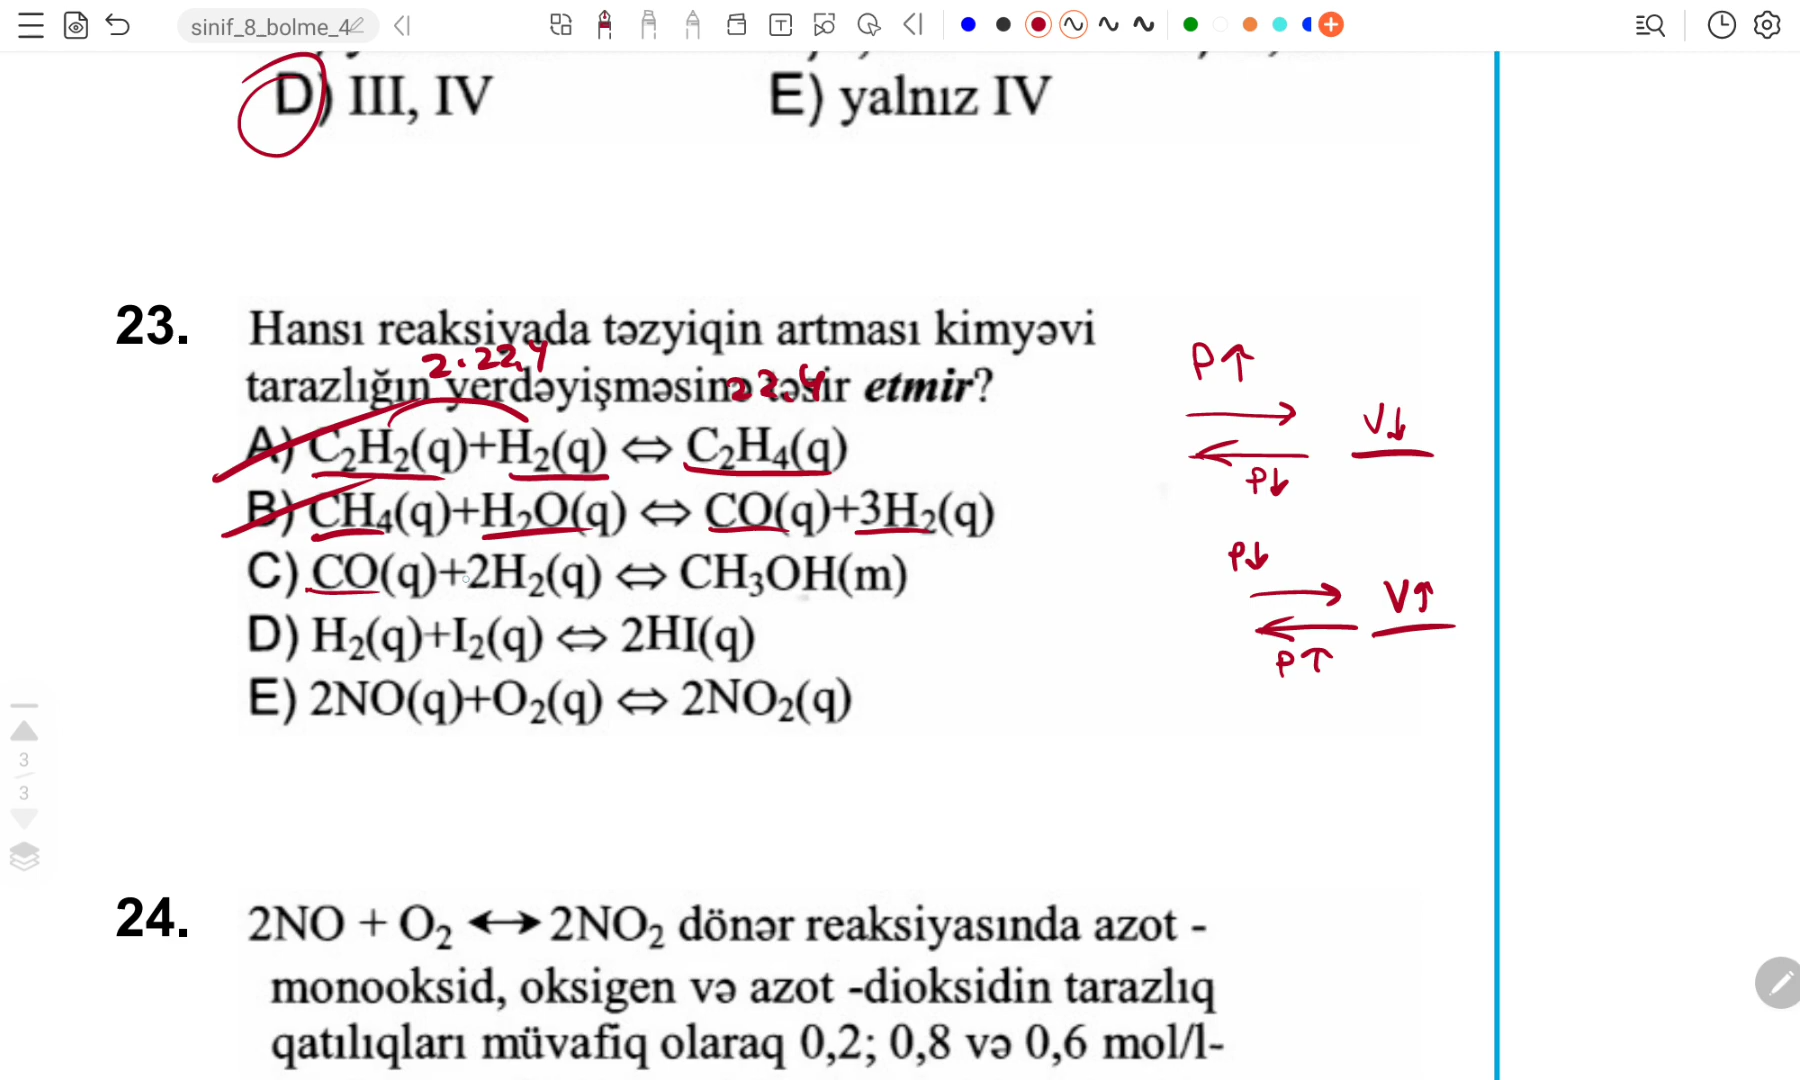 sinif_8_bolme_4
D) III, IV
E) yalnız IV
23.
Hansı reaksiyada təzyiqin artması kimyəvi
2·22,4
tarazlığın yerdəyişməsinə təsir etmir?
22,4
A) C₂H₂(q)+H₂(q) ⇔ C₂H₄(q)
B) CH₄(q)+H₂O(q) ⇔ CO(q)+3H₂(q)
C) CO(q)+2H₂(q) ⇔ CH₃OH(m)
D) H₂(q)+I₂(q) ⇔ 2HI(q)
E) 2NO(q)+O₂(q) ⇔ 2NO₂(q)
P↑
V↓
P↓
P↓
V↑
P↑
3
3
24.
2NO + O₂ ↔ 2NO₂ dönər reaksiyasında azot -
monooksid, oksigen və azot -dioksidin tarazlıq
qatılıqları müvafiq olaraq 0,2; 0,8 və 0,6 mol/l-